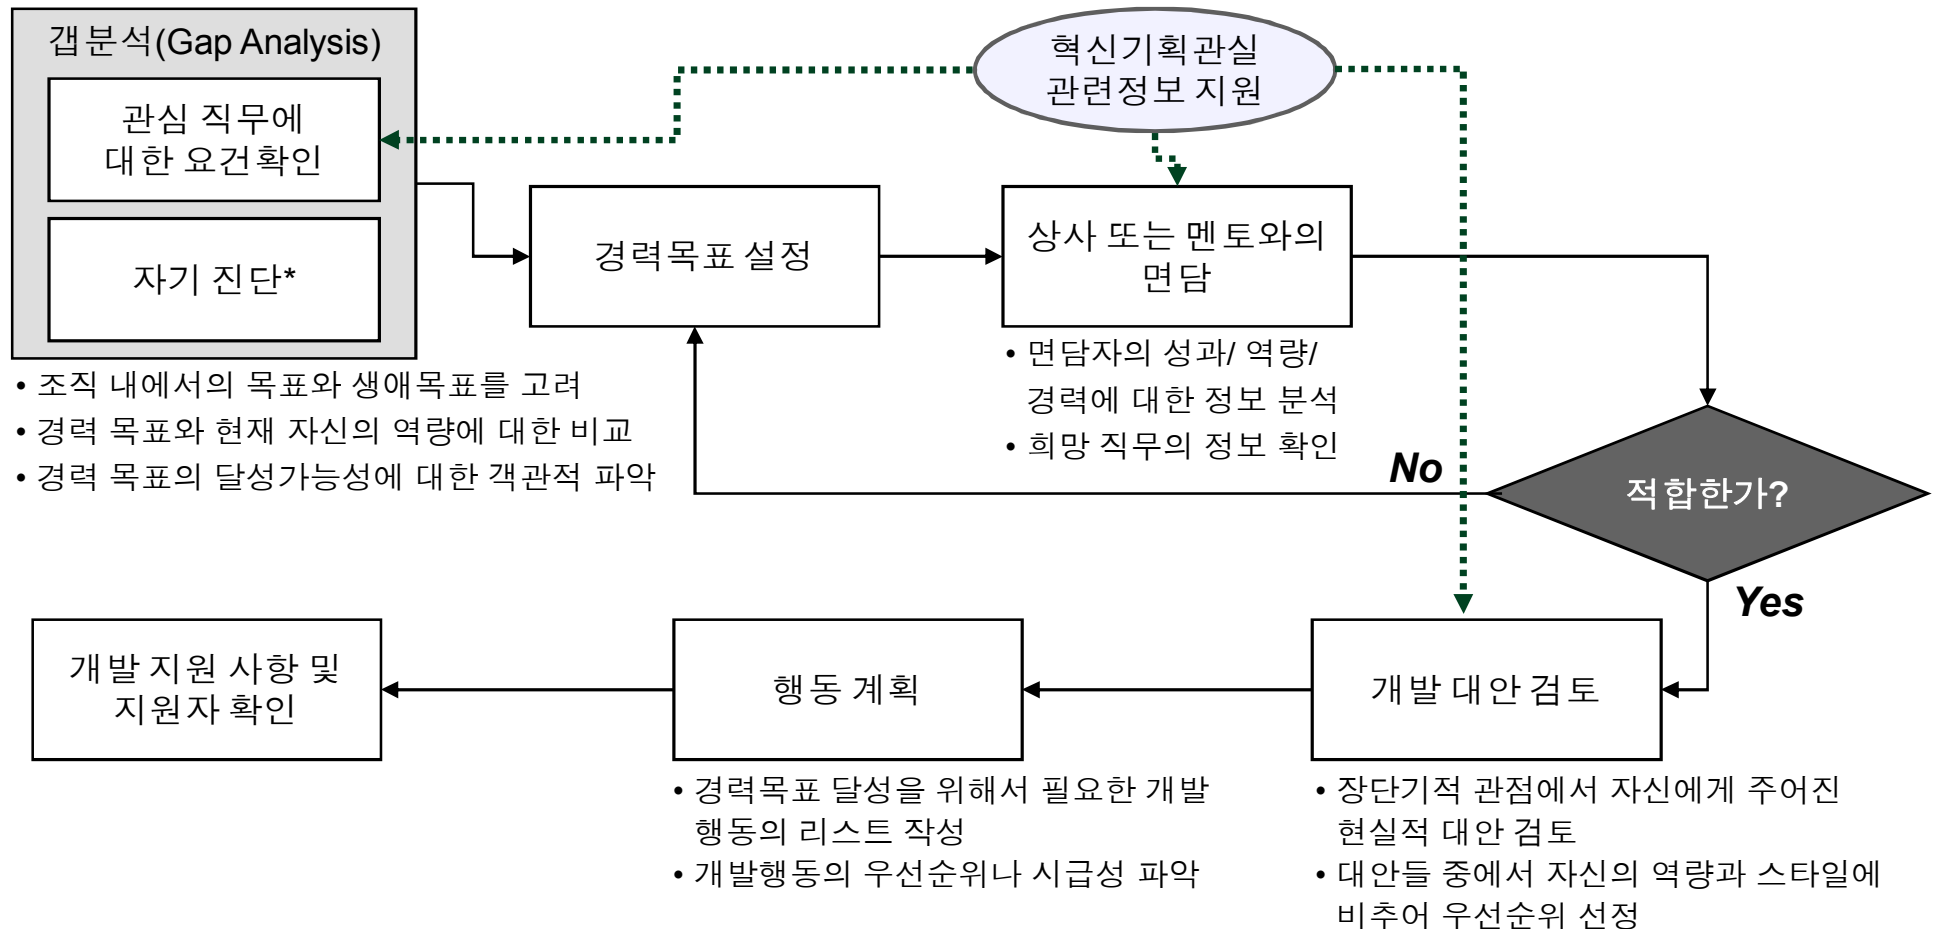 갭분석(Gap Analysis)
관심 직무에
대한 요건확인
자기 진단*
혁신기획관실
관련정보 지원
경력목표 설정
상사 또는 멘토와의
면담
• 조직 내에서의 목표와 생애목표를 고려
• 경력 목표와 현재 자신의 역량에 대한 비교
• 경력 목표의 달성가능성에 대한 객관적 파악
• 면담자의 성과/ 역량/
경력에 대한 정보 분석
• 희망 직무의 정보 확인
No
적합한가?
Yes
개발 지원 사항 및
지원자 확인
행동 계획
개발 대안 검토
• 경력목표 달성을 위해서 필요한 개발
행동의 리스트 작성
• 개발행동의 우선순위나 시급성 파악
• 장단기적 관점에서 자신에게 주어진
현실적 대안 검토
• 대안들 중에서 자신의 역량과 스타일에
비추어 우선순위 선정